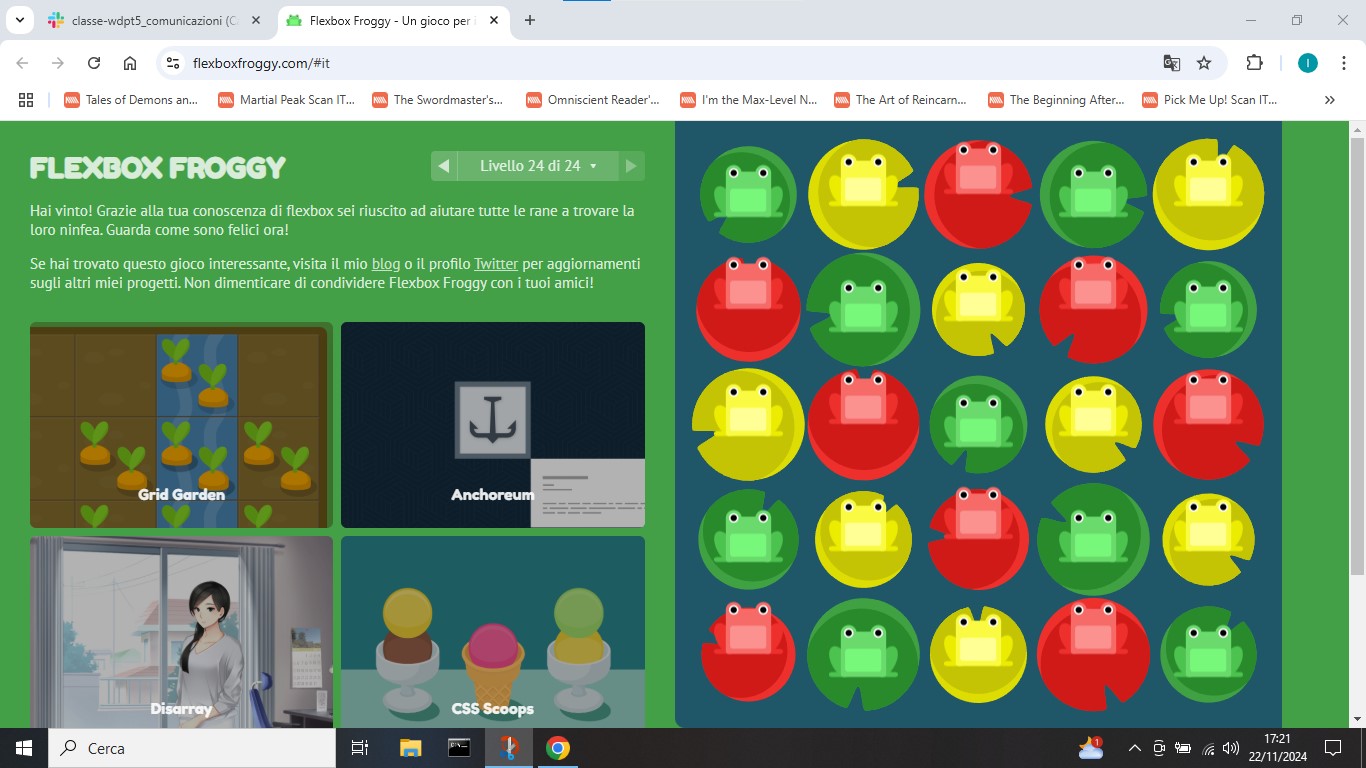 classe-wdpt5_comunicazioni (C
Flexbox Froggy - Un gioco per i
flexboxfroggy.com/#it
I
Tales of Demons an...
Martial Peak Scan IT...
The Swordmaster's...
Omniscient Reader'...
I'm the Max-Level N...
The Art of Reincarn...
The Beginning After...
Pick Me Up! Scan IT...
FLEXBOX FROGGY
Livello 24 di 24
Hai vinto! Grazie alla tua conoscenza di flexbox sei riuscito ad aiutare tutte le rane a trovare la
loro ninfea. Guarda come sono felici ora!
Se hai trovato questo gioco interessante, visita il mio blog o il profilo Twitter per aggiornamenti
sugli altri miei progetti. Non dimenticare di condividere Flexbox Froggy con i tuoi amici!
Grid Garden
Anchoreum
Disarray
CSS Scoops
Cerca
1
17:21
22/11/2024